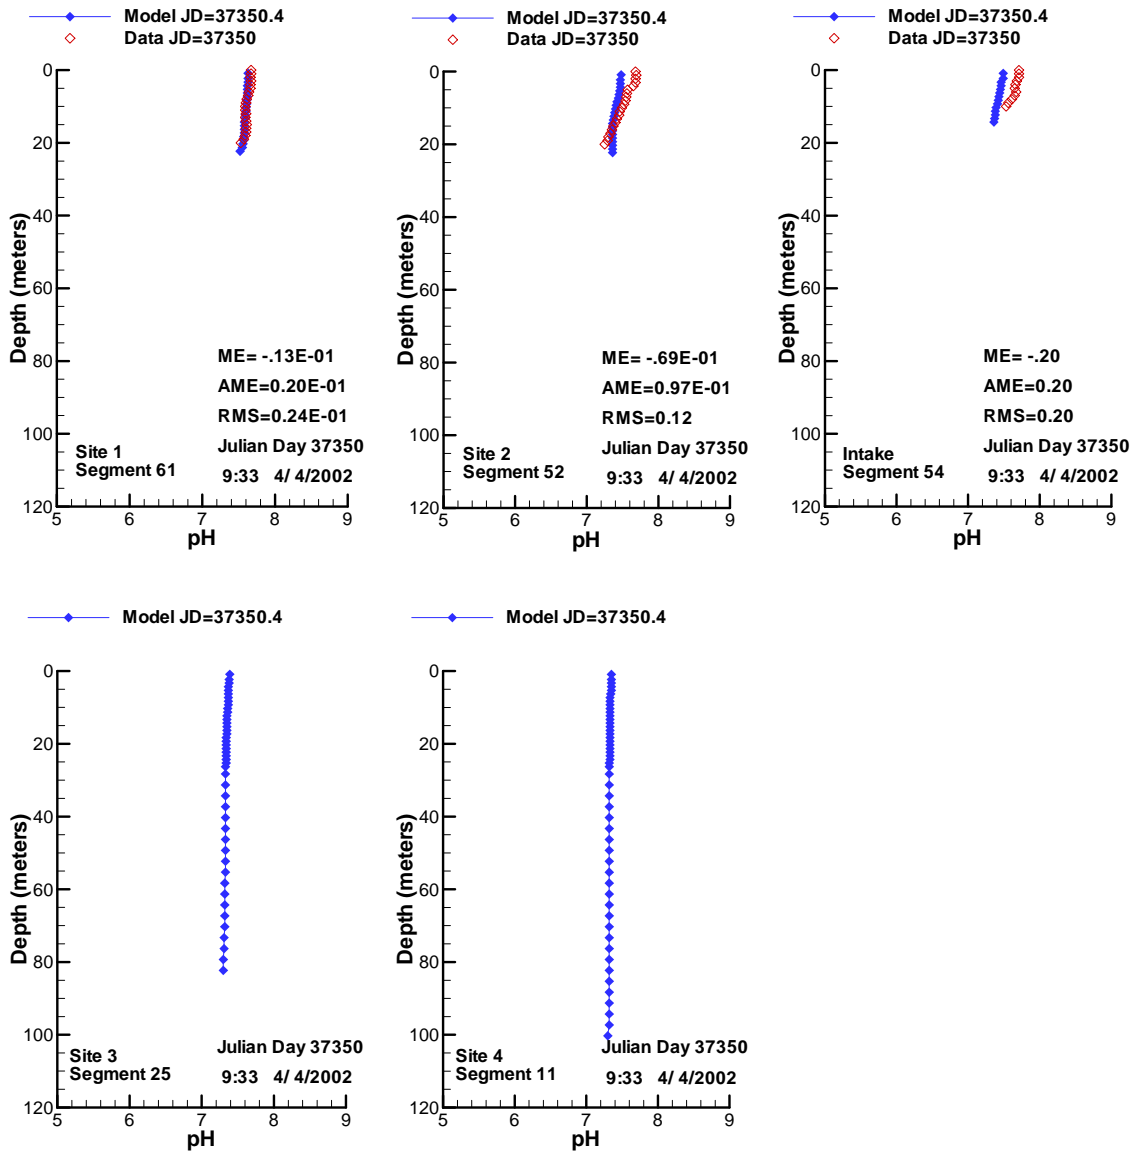 Model JD=37350.4
Data JD=37350
0
20
40
60
80
100
120
Depth (meters)
ME= -.13E-01
AME=0.20E-01
RMS=0.24E-01
Julian Day 37350
9:33 4/ 4/2002
Site 1
Segment 61
5 6 7 8 9
pH
Model JD=37350.4
Data JD=37350
0
20
40
60
80
100
120
Depth (meters)
ME= -.69E-01
AME=0.97E-01
RMS=0.12
Julian Day 37350
9:33 4/ 4/2002
Site 2
Segment 52
5 6 7 8 9
pH
Model JD=37350.4
Data JD=37350
0
20
40
60
80
100
120
Depth (meters)
ME= -.20
AME=0.20
RMS=0.20
Julian Day 37350
9:33 4/ 4/2002
Intake
Segment 54
5 6 7 8 9
pH
Model JD=37350.4
0
20
40
60
80
100
120
Depth (meters)
Julian Day 37350
9:33 4/ 4/2002
Site 3
Segment 25
5 6 7 8 9
pH
Model JD=37350.4
0
20
40
60
80
100
120
Depth (meters)
Julian Day 37350
9:33 4/ 4/2002
Site 4
Segment 11
5 6 7 8 9
pH